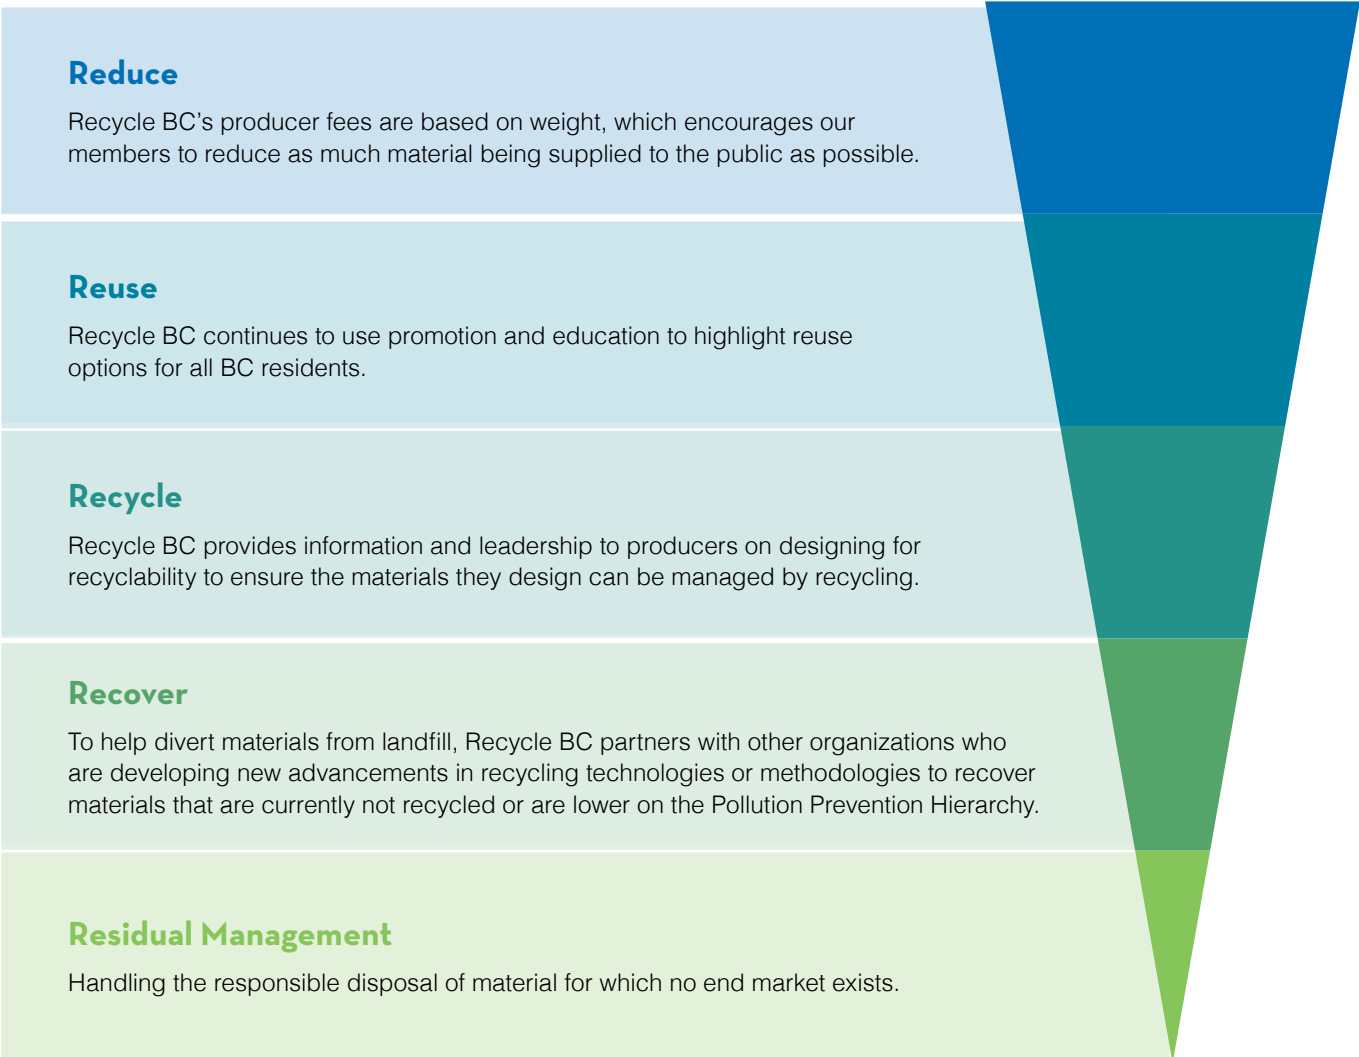 Reduce
Recycle BC’s producer fees are based on weight, which encourages our
members to reduce as much material being supplied to the public as possible.
Reuse
Recycle BC continues to use promotion and education to highlight reuse
options for all BC residents.
Recycle
Recycle BC provides information and leadership to producers on designing for
recyclability to ensure the materials they design can be managed by recycling.
Recover
To help divert materials from landfill, Recycle BC partners with other organizations who
are developing new advancements in recycling technologies or methodologies to recover
materials that are currently not recycled or are lower on the Pollution Prevention Hierarchy.
Residual Management
Handling the responsible disposal of material for which no end market exists.